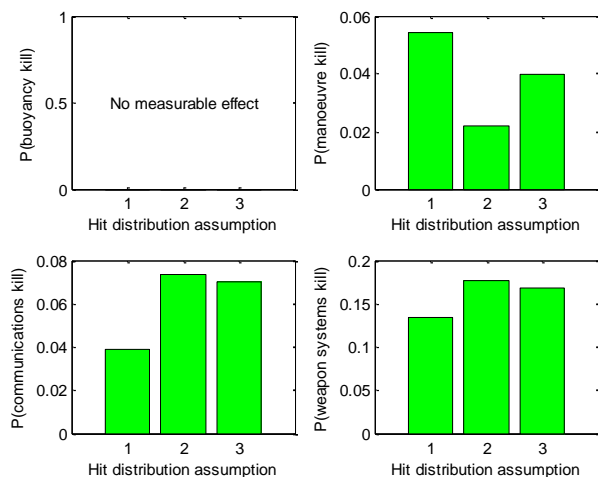 P(buoyancy kill)
1
0.5
0
No measurable effect
1 2 3
Hit distribution assumption
P(manoeuvre kill)
0.06
0.04
0.02
0
1 2 3
Hit distribution assumption
P(communications kill)
0.08
0.06
0.04
0.02
0
1 2 3
Hit distribution assumption
P(weapon systems kill)
0.2
0.15
0.1
0.05
0
1 2 3
Hit distribution assumption